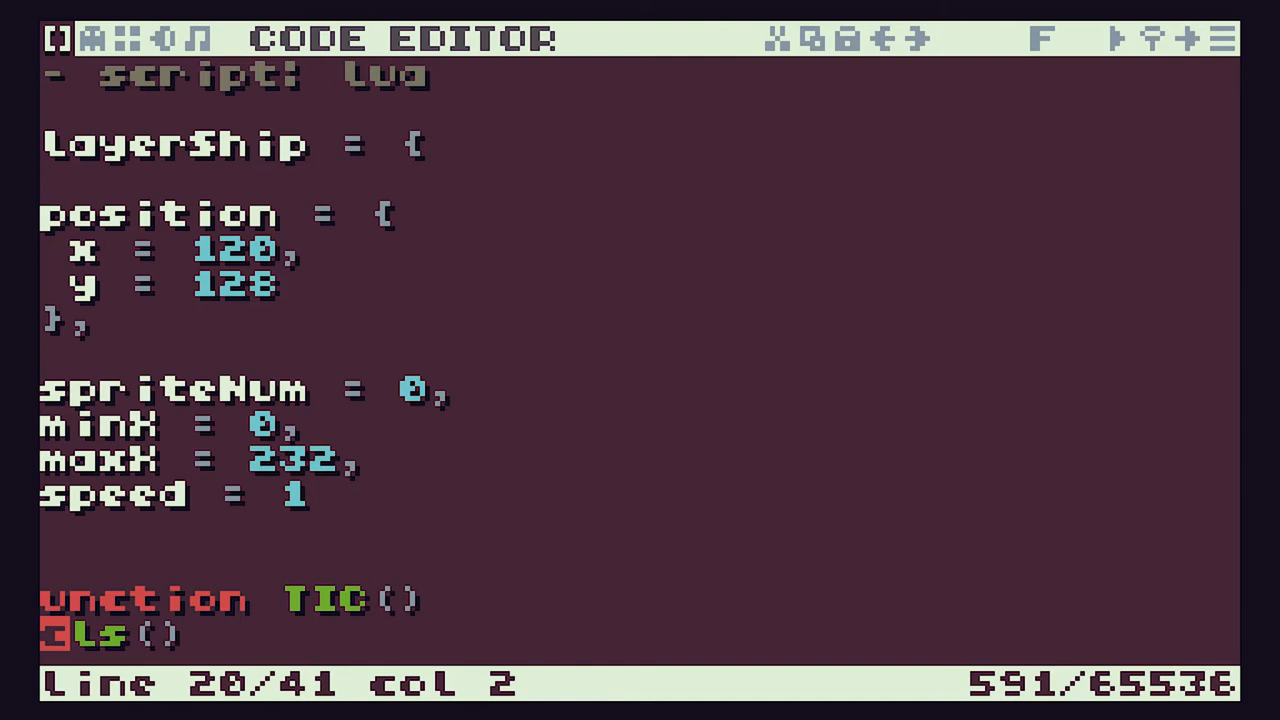 CODE EDITOR F
- script: lua
layerShip = {
position = {
x = 120,
y = 128
},
spriteNum = 0,
minX = 0,
maxX = 232,
speed = 1
unction TIC()
cls()
line 20/41 col 2 591/65536